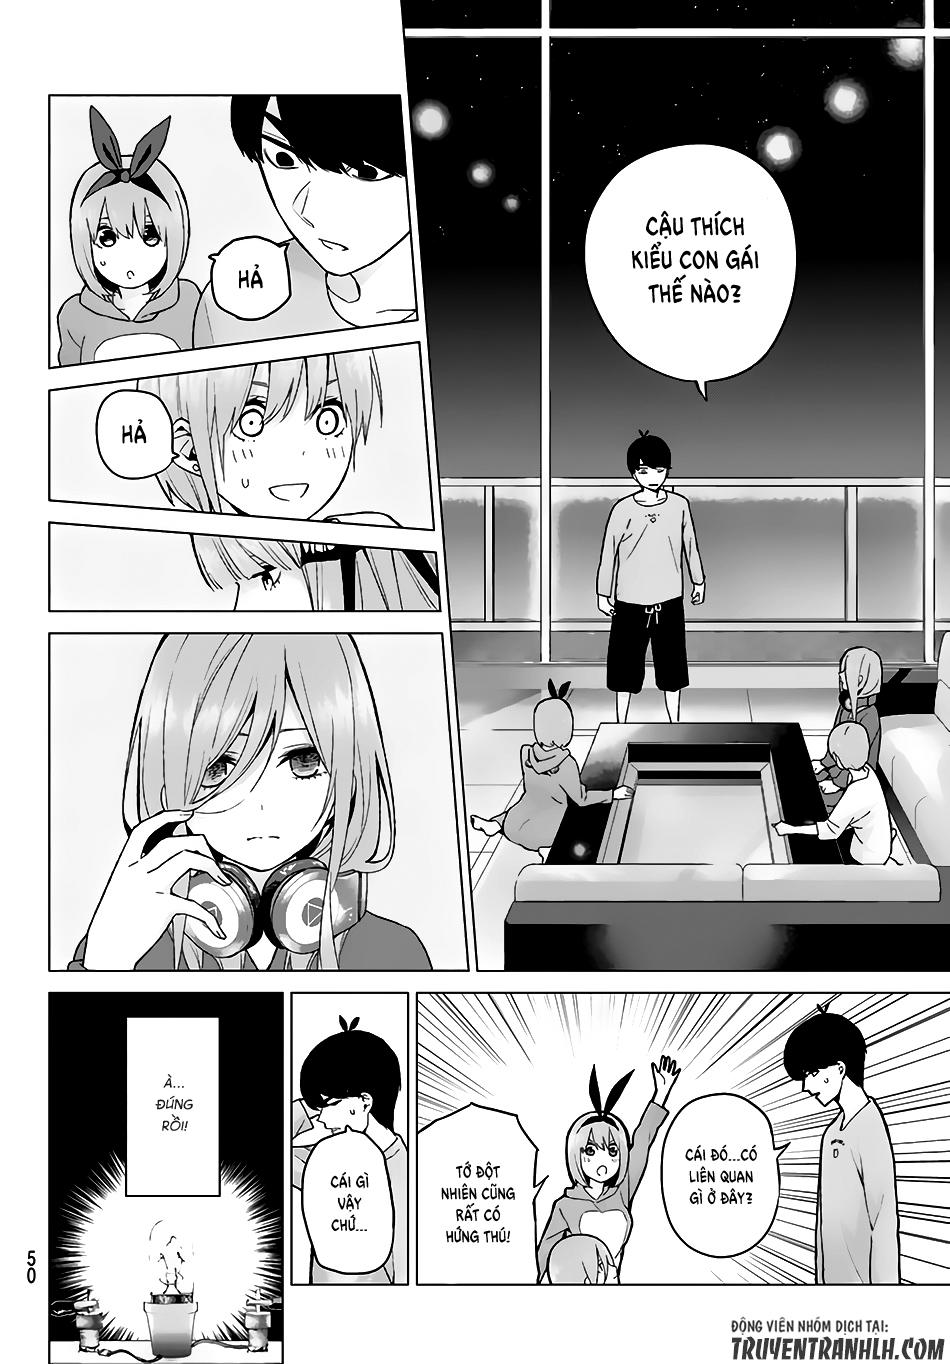 CẬU THÍCH
KIỂU CON GÁI
THẾ NÀO?
HẢ
HẢ
CÁI ĐÓ...CÓ
LIÊN QUAN
GÌ Ở ĐÂY?
TỚ ĐỘT
NHIÊN CŨNG
RẤT CÓ
HỨNG THÚ!
CÁI GÌ
VẬY
CHỨ...
À...
ĐÚNG
RỒI!
50
ĐỘNG VIÊN NHÓM DỊCH TẠI:
TRUYENTRANHLH.COM